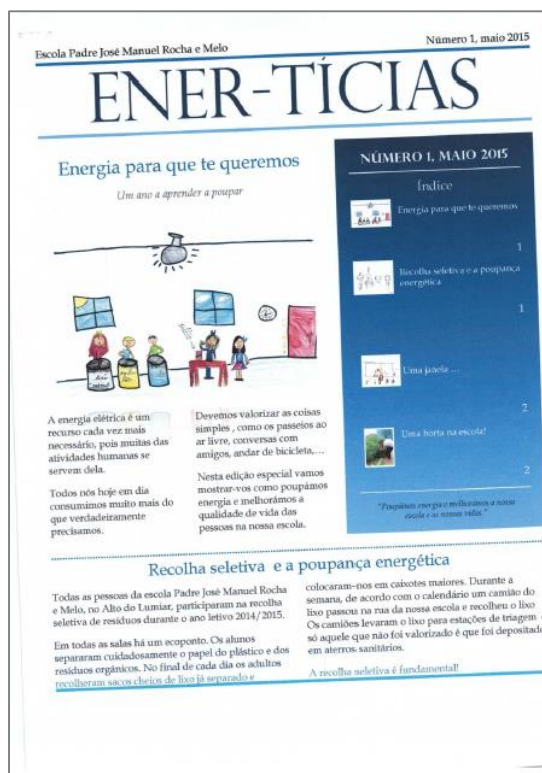 Escola Padre José Manuel Rocha e Melo
Número 1, maio 2015
ENER-TÍCIAS
Energia para que te queremos
Um ano a aprender a poupar
A energia elétrica é um
recurso cada vez mais
necessário, pois muitas das
atividades humanas se
servem dela.
Todos nós hoje em dia
consumimos muito mais do
que verdadeiramente
precisamos.
Devemos valorizar as coisas
simples , como os passeios ao
ar livre, conversas com
amigos, andar de bicicleta,...
Nesta edição especial vamos
mostrar-vos como poupámos
energia e melhorámos a
qualidade de vida das
pessoas na nossa escola.
NÚMERO 1, MAIO 2015
Índice
Energia para que te queremos
1
Recolha seletiva e a poupança
energética
1
Uma janela ...
2
Uma horta na escola!
2
"Poupámos energia e melhorámos a nossa
escola e as nossas vidas."
Recolha seletiva e a poupança energética
Todas as pessoas da escola Padre José Manuel Rocha
e Melo, no Alto do Lumiar, participaram na recolha
seletiva de resíduos durante o ano letivo 2014/2015.
Em todas as salas há um ecoponto. Os alunos
separaram cuidadosamente o papel do plástico e dos
resíduos orgânicos. No final de cada dia os adultos
recolheram sacos cheios de lixo já separado e
colocaram-nos em caixotes maiores. Durante a
semana, de acordo com o calendário um camião do
lixo passou na rua da nossa escola e recolheu o lixo
Os camiões levaram o lixo para estações de triagem e
só aquele que não foi valorizado é que foi depositado
em aterros sanitários.
A recolha seletiva é fundamental!